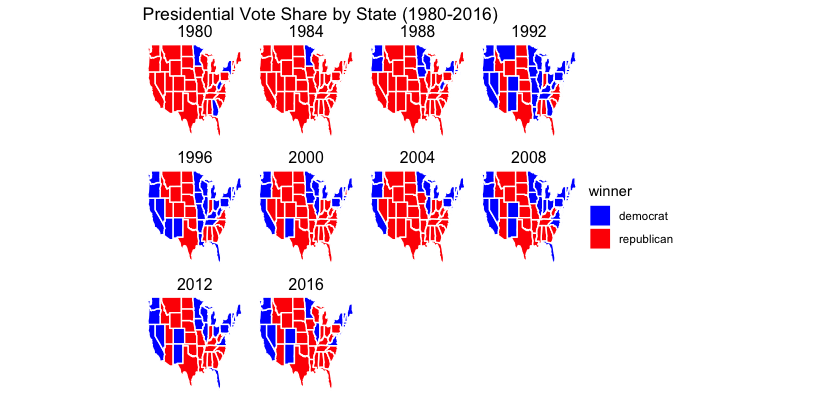 Presidential Vote Share by State (1980-2016)
1980
1984
1988
1992
1996
2000
2004
2008
winner
democrat
republican
2012
2016